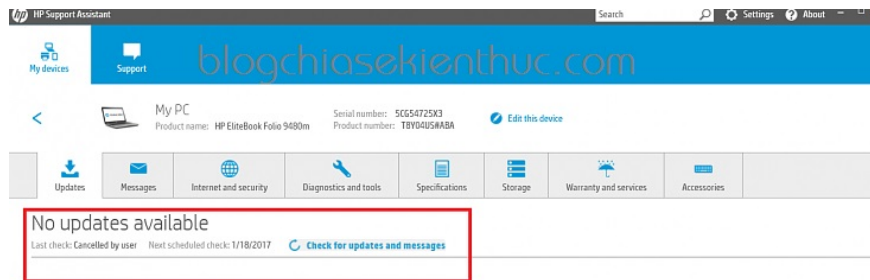 hp HP Support Assistant Search Settings ? About
My devices Support
blogchiasekienthuc.com
< My PC
Product name: HP EliteBook Folio 9480m Serial number: 5CG54725X3 Product number: T8Y04US#ABA Edit this device
Updates Messages Internet and security Diagnostics and tools Specifications Storage Warranty and services Accessories
No updates available
Last check: Cancelled by user Next scheduled check: 1/18/2017 Check for updates and messages